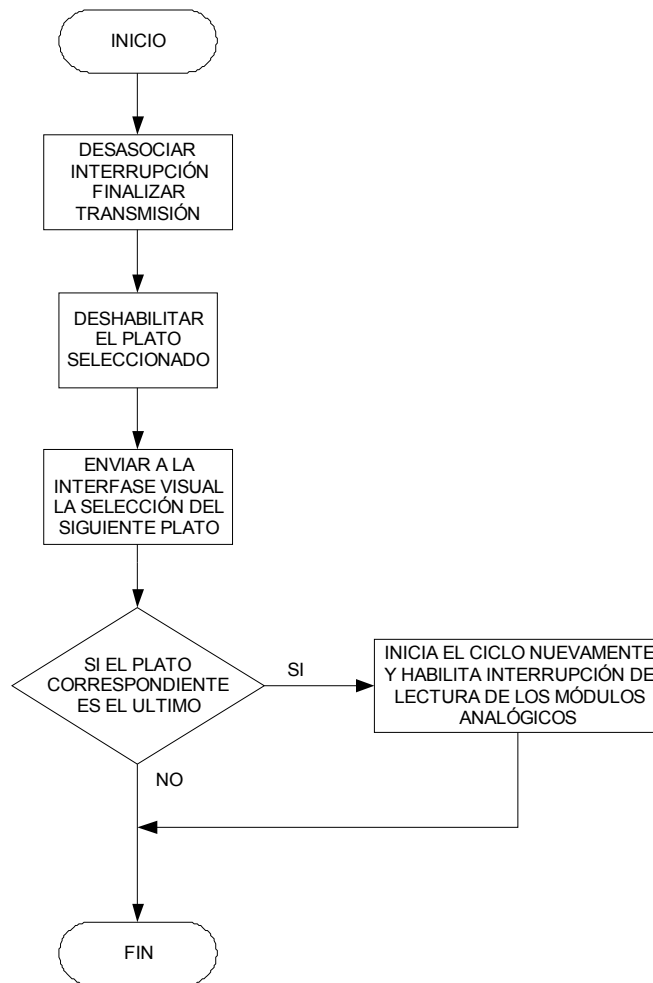 INICIO
DESASOCIAR
INTERRUPCIÓN
FINALIZAR
TRANSMISIÓN
DESHABILITAR
EL PLATO
SELECCIONADO
ENVIAR A LA
INTERFASE VISUAL
LA SELECCIÓN DEL
SIGUIENTE PLATO
SI EL PLATO
CORRESPONDIENTE
ES EL ULTIMO
SI
INICIA EL CICLO NUEVAMENTE
Y HABILITA INTERRUPCIÓN DE
LECTURA DE LOS MÓDULOS
ANALÓGICOS
NO
FIN